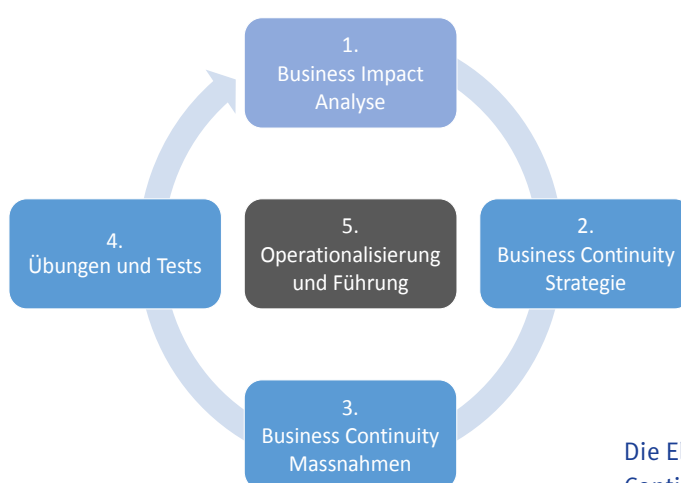 1.
Business Impact
Analyse
2.
Business Continuity
Strategie
3.
Business Continuity
Massnahmen
4.
Übungen und Tests
5.
Operationalisierung
und Führung
Die